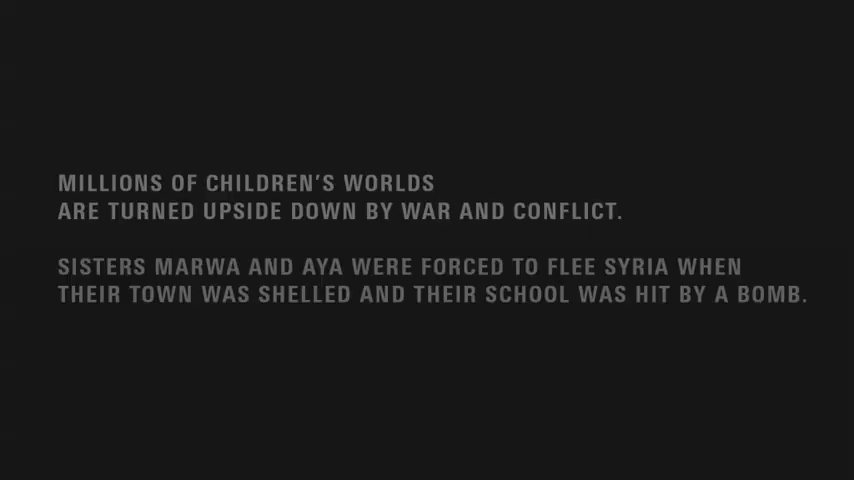 MILLIONS OF CHILDREN'S WORLDS
ARE TURNED UPSIDE DOWN BY WAR AND CONFLICT.
SISTERS MARWA AND AYA WERE FORCED TO FLEE SYRIA WHEN
THEIR TOWN WAS SHELLED AND THEIR SCHOOL WAS HIT BY A BOMB.